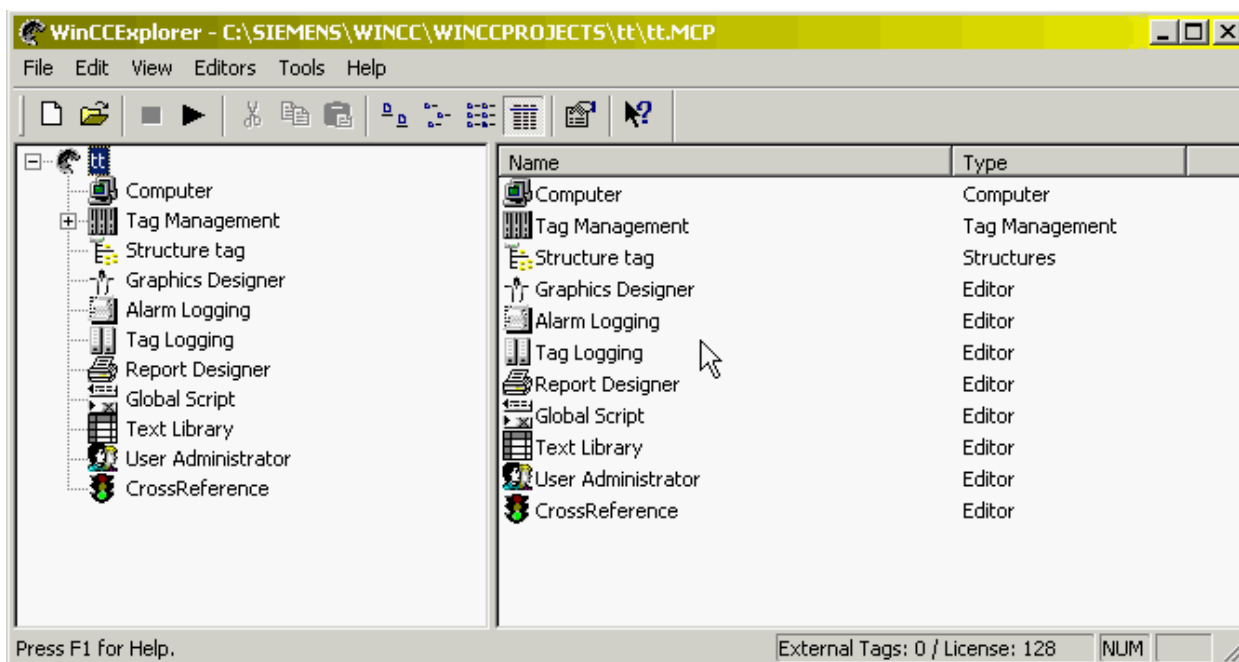 WinCCExplorer - C:\SIEMENS\WINCC\WINCCPROJECTS\tt\tt.MCP
File Edit View Editors Tools Help
tt
Computer
Tag Management
Structure tag
Graphics Designer
Alarm Logging
Tag Logging
Report Designer
Global Script
Text Library
User Administrator
CrossReference
Name Type
Computer Computer
Tag Management Tag Management
Structure tag Structures
Graphics Designer Editor
Alarm Logging Editor
Tag Logging Editor
Report Designer Editor
Global Script Editor
Text Library Editor
User Administrator Editor
CrossReference Editor
Press F1 for Help. External Tags: 0 / License: 128 NUM